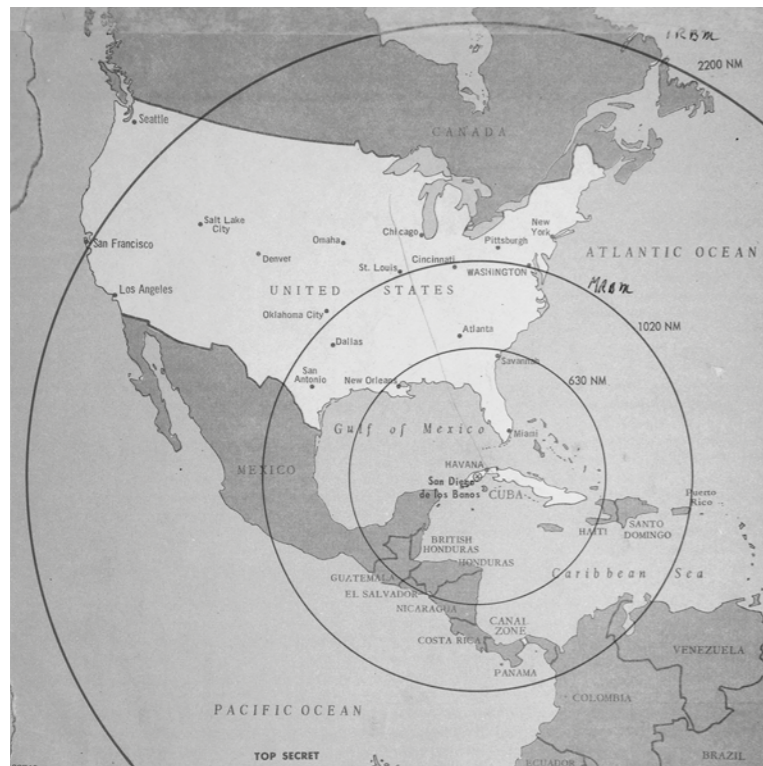 IRBM
2200 NM
CANADA
Seattle
Salt Lake
City
San Francisco
Denver
Omaha
Chicago
New
York
Pittsburgh
Cincinnati
St. Louis
WASHINGTON
ATLANTIC OCEAN
Los Angeles
UNITED STATES
MRBM
1020 NM
Oklahoma City
Dallas
Atlanta
San
Antonio
New Orleans
Savannah
630 NM
Gulf of Mexico
Miami
MEXICO
HAVANA
San Diego
de los Banos
CUBA
Puerto
Rico
HAITI
SANTO
DOMINGO
BRITISH
HONDURAS
HONDURAS
GUATEMALA
EL SALVADOR
NICARAGUA
Caribbean Sea
COSTA RICA
CANAL
ZONE
PANAMA
VENEZUELA
COLOMBIA
PACIFIC OCEAN
TOP SECRET
ECUADOR
BRAZIL